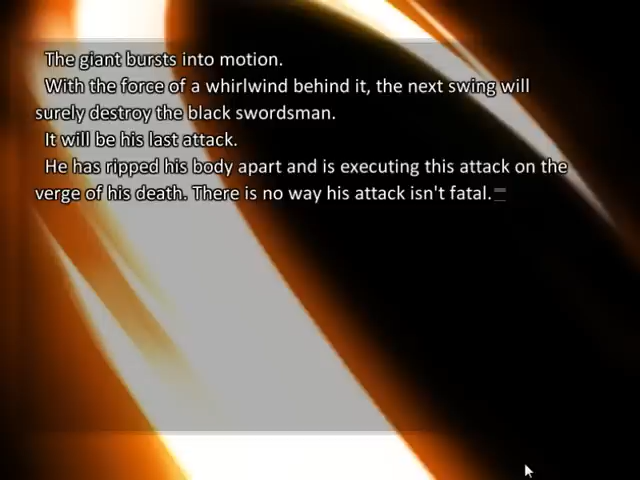 The giant bursts into motion.
With the force of a whirlwind behind it, the next swing will
surely destroy the black swordsman.
It will be his last attack.
He has ripped his body apart and is executing this attack on the
verge of his death. There is no way his attack isn't fatal.